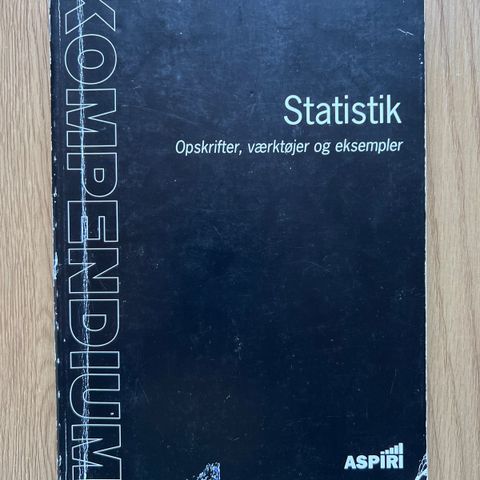 KOMPENDIUM
Statistik
Opskrifter, værktøjer og eksempler
ASPIRI